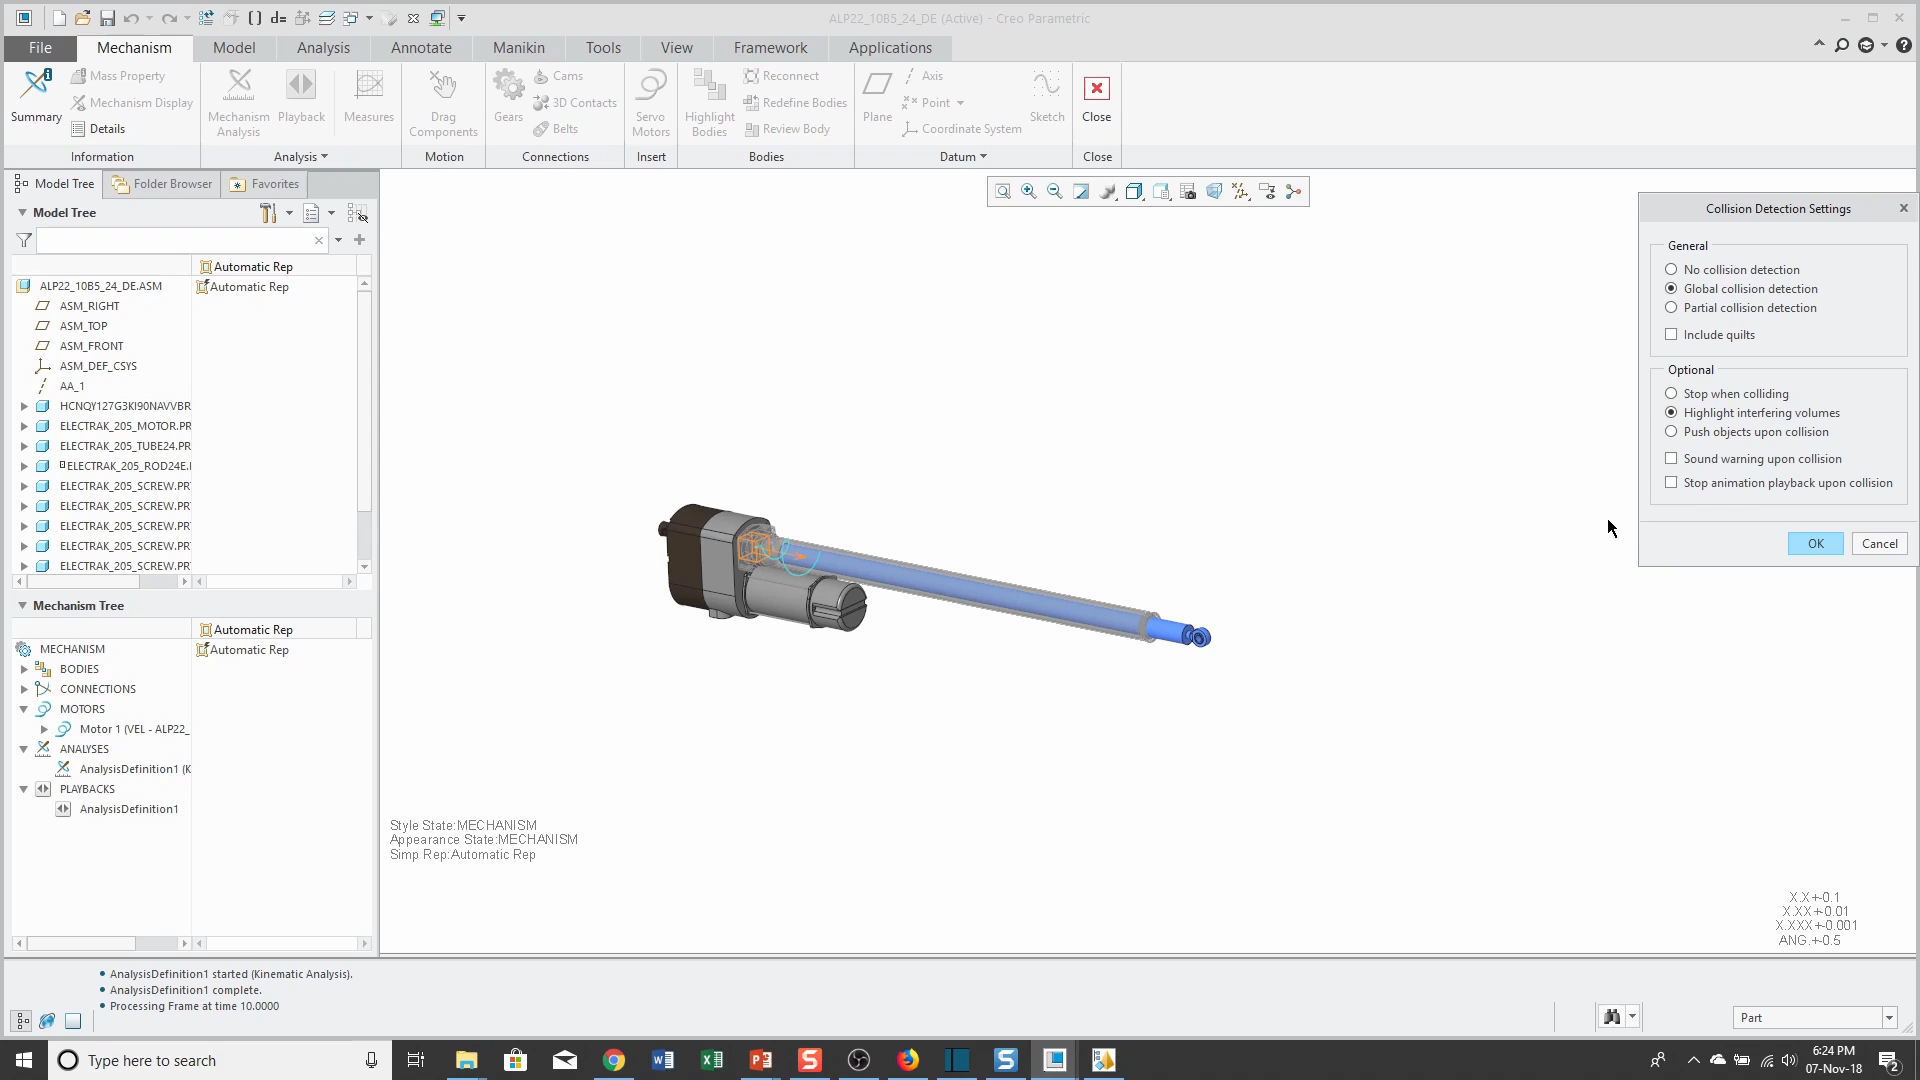 ALP22_10B5_24_DE (Active) - Creo Parametric
File
Mechanism
Model
Analysis
Annotate
Manikin
Tools
View
Framework
Applications
Summary
Mass Property
Mechanism Display
Details
Information
Mechanism
Analysis
Playback
Measures
Analysis
Drag
Components
Motion
Gears
Cams
3D Contacts
Belts
Connections
Servo
Motors
Insert
Highlight
Bodies
Reconnect
Redefine Bodies
Review Body
Bodies
Plane
Axis
Point
Coordinate System
Sketch
Datum
Close
Close
Model Tree
Folder Browser
Favorites
Model Tree
Automatic Rep
ALP22_10B5_24_DE.ASM
Automatic Rep
ASM_RIGHT
ASM_TOP
ASM_FRONT
ASM_DEF_CSYS
AA_1
HCNQY127G3KI90NAVVBR
ELECTRAK_205_MOTOR.PR
ELECTRAK_205_TUBE24.PR
ELECTRAK_205_ROD24E.
ELECTRAK_205_SCREW.PR
ELECTRAK_205_SCREW.PR
ELECTRAK_205_SCREW.PR
ELECTRAK_205_SCREW.PR
ELECTRAK_205_SCREW.PR
Mechanism Tree
Automatic Rep
MECHANISM
Automatic Rep
BODIES
CONNECTIONS
MOTORS
Motor 1 (VEL - ALP22_
ANALYSES
AnalysisDefinition1 (K
PLAYBACKS
AnalysisDefinition1
Style State:MECHANISM
Appearance State:MECHANISM
Simp Rep:Automatic Rep
Collision Detection Settings
General
No collision detection
Global collision detection
Partial collision detection
Include quilts
Optional
Stop when colliding
Highlight interfering volumes
Push objects upon collision
Sound warning upon collision
Stop animation playback upon collision
OK
Cancel
X.X+-0.1
X.XX+-0.01
X.XXX+-0.001
ANG.+-0.5
• AnalysisDefinition1 started (Kinematic Analysis).
• AnalysisDefinition1 complete.
• Processing Frame at time 10.0000
Part
Type here to search
6:24 PM
07-Nov-18
2